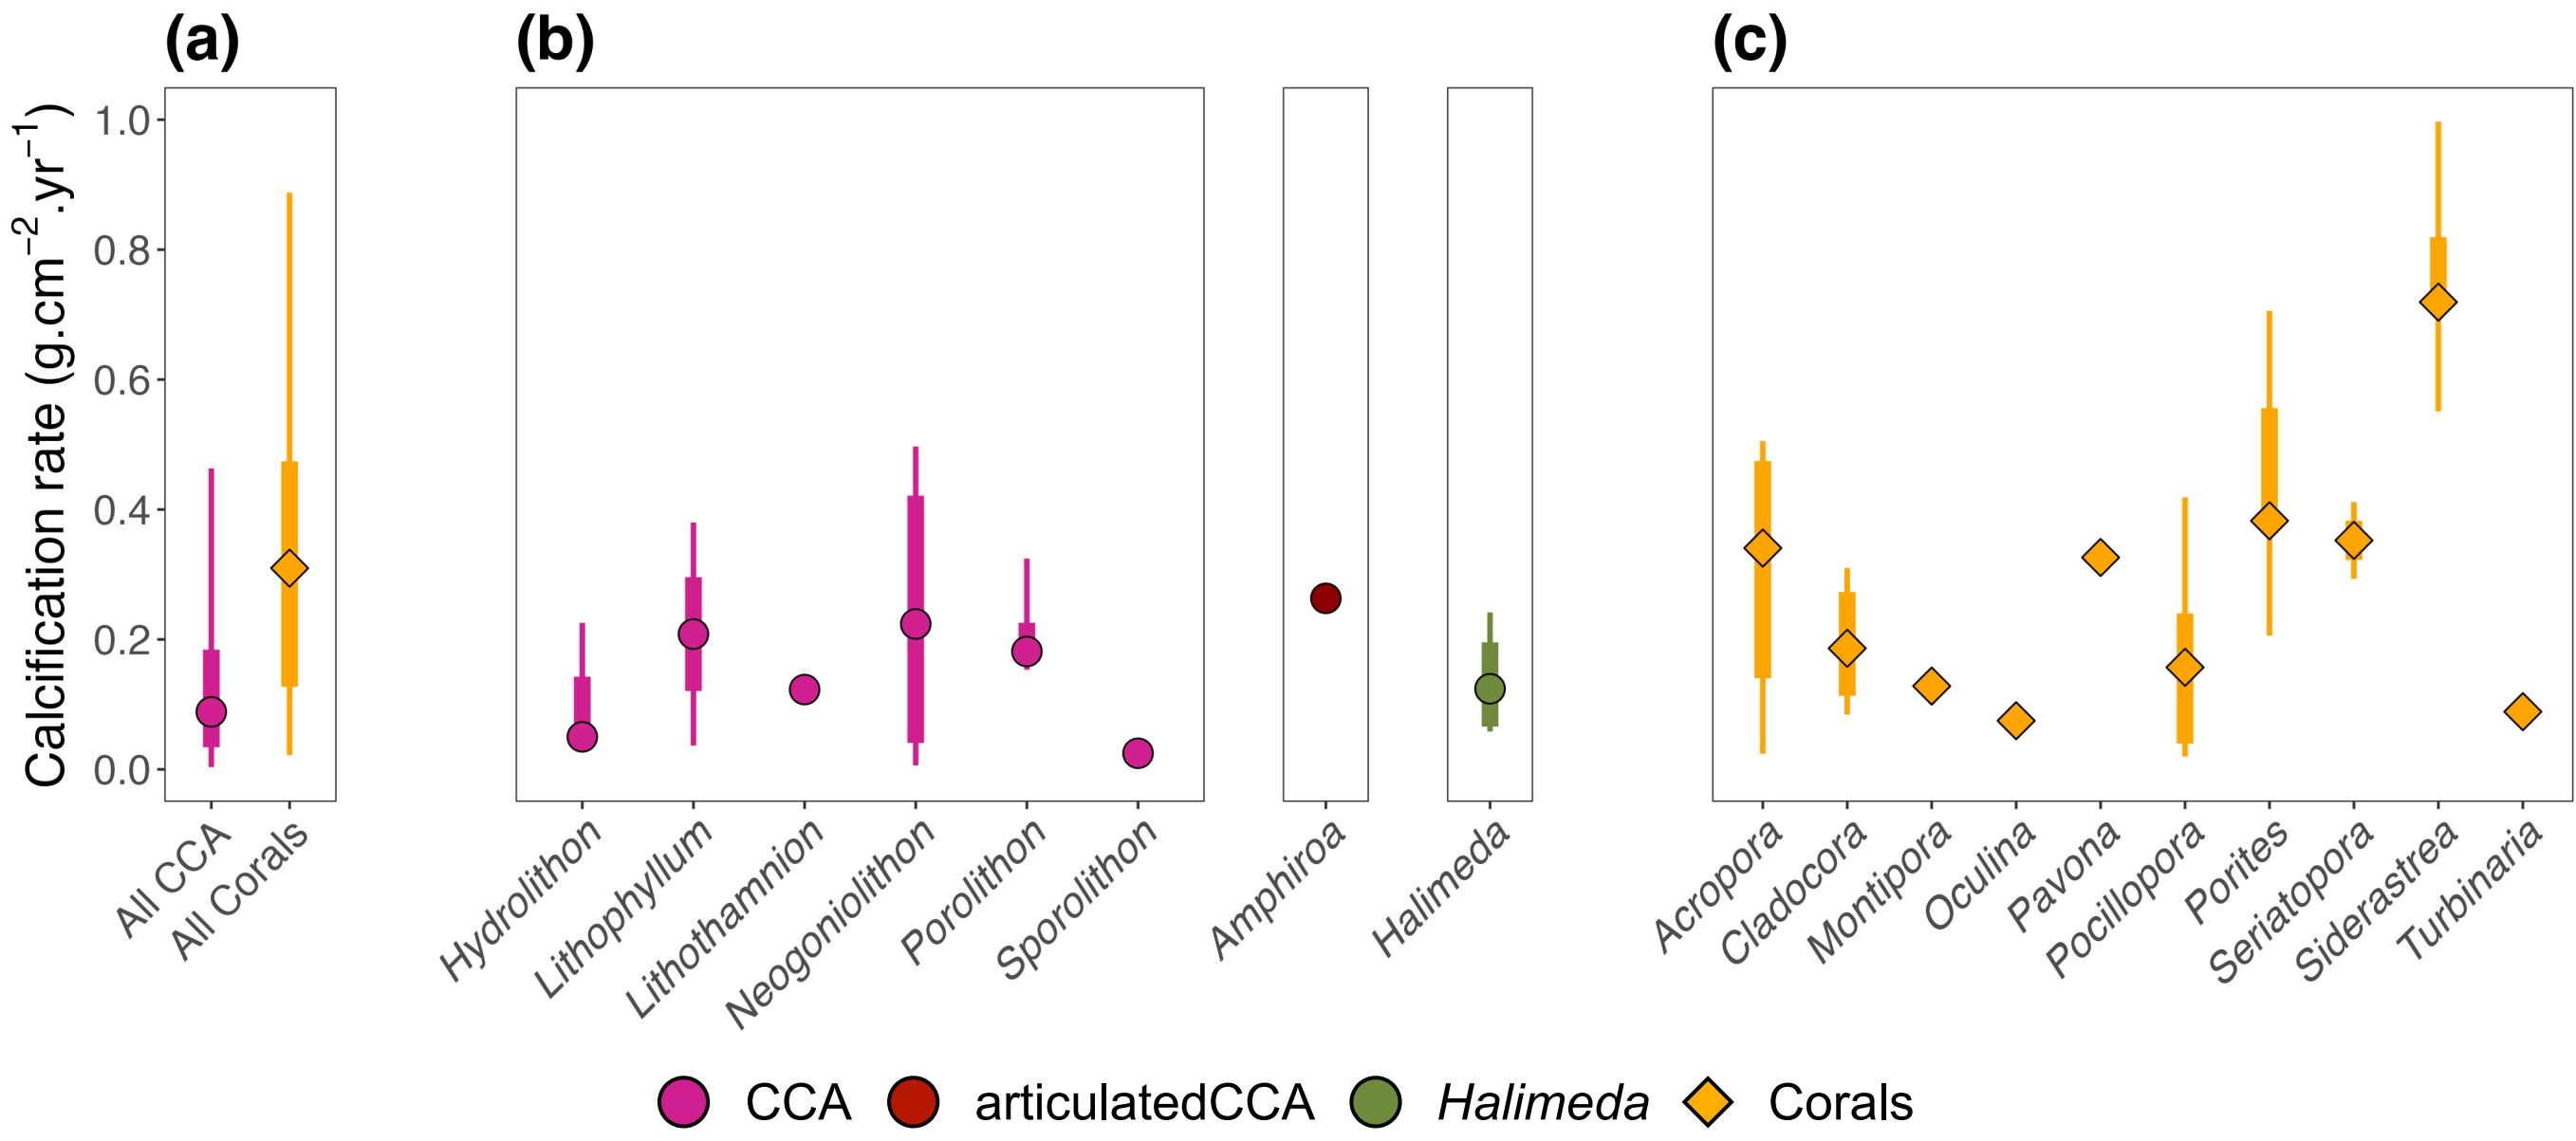 (a) (b) (c)
Calcification rate (g.cm−2.yr−1)
1.0
0.8
0.6
0.4
0.2
0.0
All CCA
All Corals
Hydrolithon
Lithophyllum
Lithothamnion
Neogoniolithon
Porolithon
Sporolithon
Amphiroa
Halimeda
Acropora
Cladocora
Montipora
Oculina
Pavona
Pocillopora
Porites
Seriatopora
Siderastrea
Turbinaria
CCA articulatedCCA Halimeda Corals